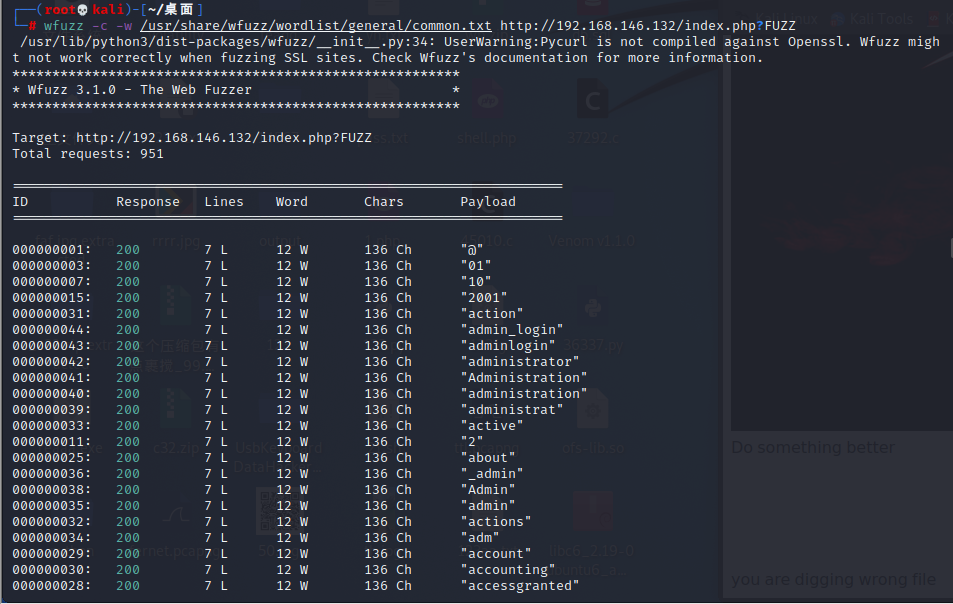 (root💀kali)-[~/桌面]
# wfuzz -c -w /usr/share/wfuzz/wordlist/general/common.txt http://192.168.146.132/index.php?FUZZ
/usr/lib/python3/dist-packages/wfuzz/__init__.py:34: UserWarning:Pycurl is not compiled against Openssl. Wfuzz migh
t not work correctly when fuzzing SSL sites. Check Wfuzz's documentation for more information.
********************************************************
* Wfuzz 3.1.0 - The Web Fuzzer *
********************************************************
Target: http://192.168.146.132/index.php?FUZZ
Total requests: 951
ID Response Lines Word Chars Payload
000000001: 200 7 L 12 W 136 Ch "@"
000000003: 200 7 L 12 W 136 Ch "01"
000000007: 200 7 L 12 W 136 Ch "10"
000000015: 200 7 L 12 W 136 Ch "2001"
000000031: 200 7 L 12 W 136 Ch "action"
000000044: 200 7 L 12 W 136 Ch "admin_login"
000000043: 200 7 L 12 W 136 Ch "adminlogin"
000000042: 200 7 L 12 W 136 Ch "administrator"
000000041: 200 7 L 12 W 136 Ch "Administration"
000000040: 200 7 L 12 W 136 Ch "administration"
000000039: 200 7 L 12 W 136 Ch "administrat"
000000033: 200 7 L 12 W 136 Ch "active"
000000011: 200 7 L 12 W 136 Ch "2"
000000025: 200 7 L 12 W 136 Ch "about"
000000036: 200 7 L 12 W 136 Ch "_admin"
000000038: 200 7 L 12 W 136 Ch "Admin"
000000035: 200 7 L 12 W 136 Ch "admin"
000000032: 200 7 L 12 W 136 Ch "actions"
000000034: 200 7 L 12 W 136 Ch "adm"
000000029: 200 7 L 12 W 136 Ch "account"
000000030: 200 7 L 12 W 136 Ch "accounting"
000000028: 200 7 L 12 W 136 Ch "accessgranted"
Kali Tools
shell.php
37292.c
Venom v1.1.0
c32.zip
Do something better
you are digging wrong file